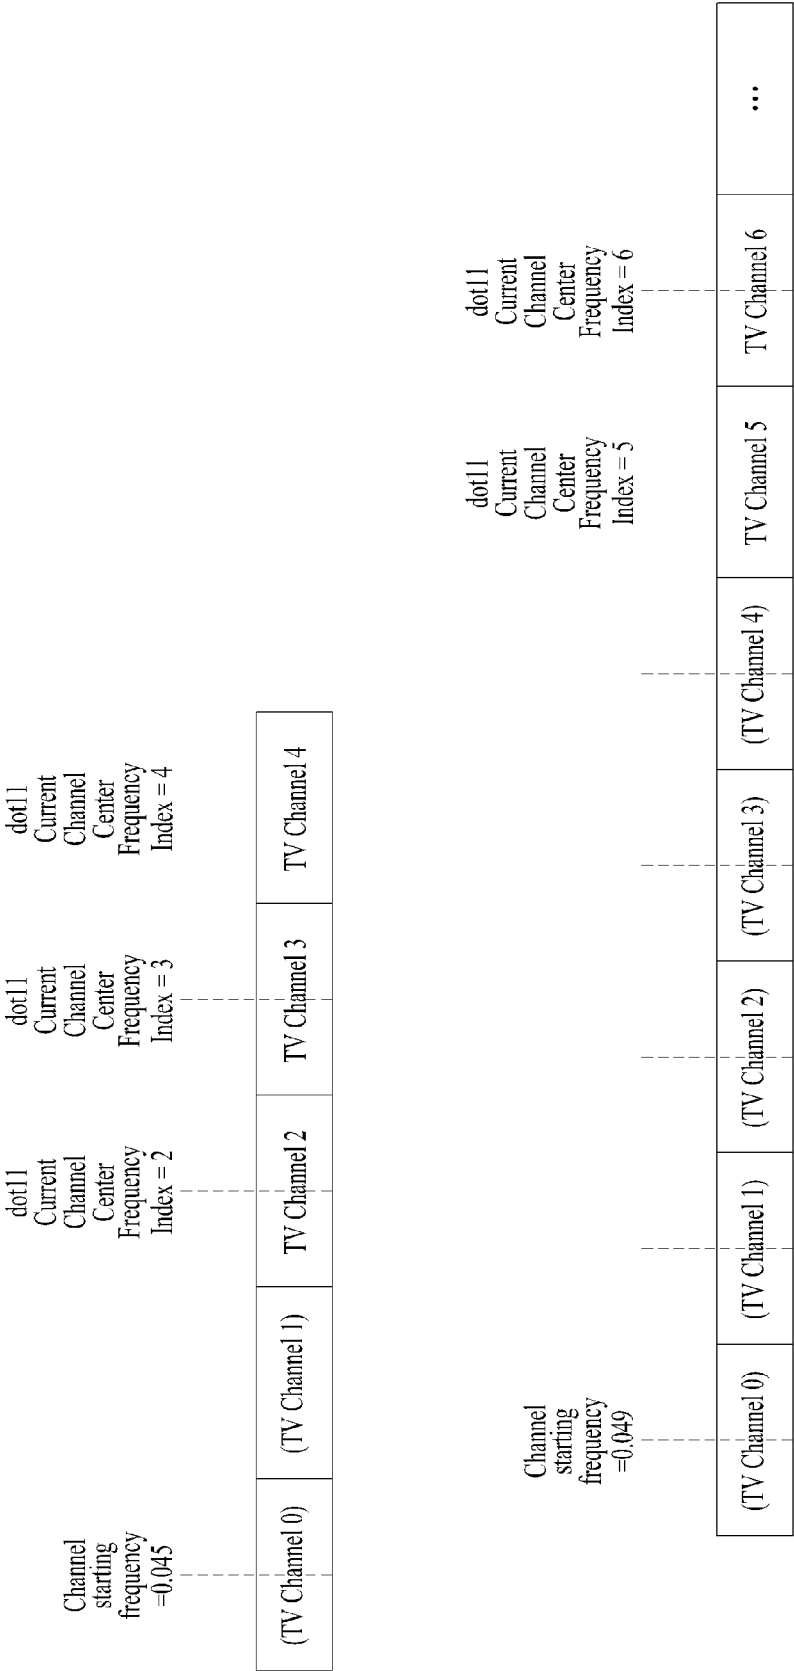 Channel
starting
frequency
=0.045
dot11
Current
Channel
Center
Frequency
Index = 2
dot11
Current
Channel
Center
Frequency
Index = 3
dot11
Current
Channel
Center
Frequency
Index = 4
(TV Channel 0)
(TV Channel 1)
TV Channel 2
TV Channel 3
TV Channel 4
Channel
starting
frequency
=0.049
dot11
Current
Channel
Center
Frequency
Index = 5
dot11
Current
Channel
Center
Frequency
Index = 6
(TV Channel 0)
(TV Channel 1)
(TV Channel 2)
(TV Channel 3)
(TV Channel 4)
TV Channel 5
TV Channel 6
...